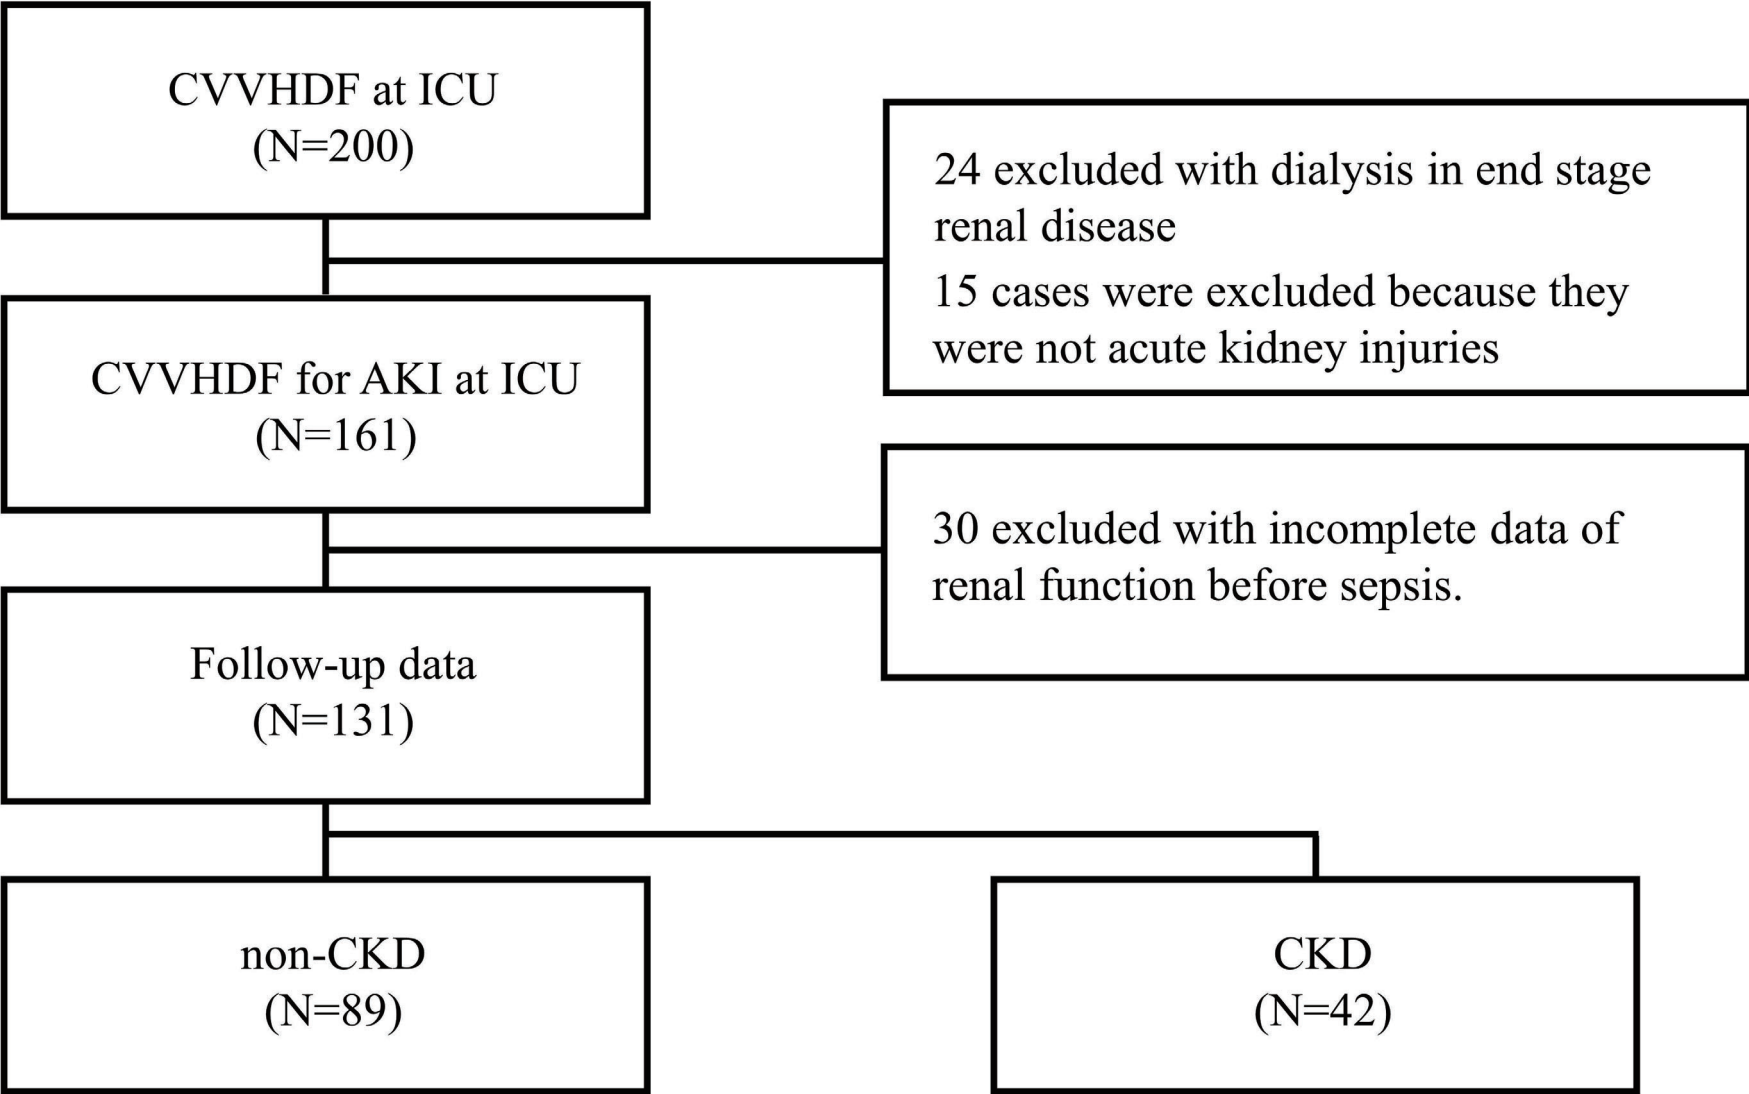 CVVHDF at ICU
(N=200)
24 excluded with dialysis in end stage
renal disease
15 cases were excluded because they
were not acute kidney injuries
CVVHDF for AKI at ICU
(N=161)
30 excluded with incomplete data of
renal function before sepsis.
Follow-up data
(N=131)
non-CKD
(N=89)
CKD
(N=42)